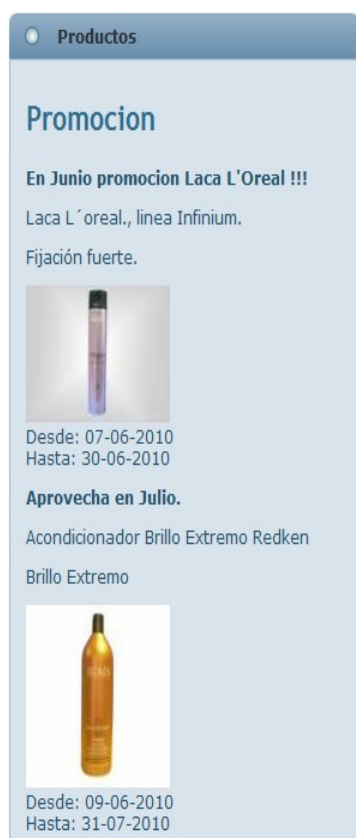 Productos
Promocion
En Junio promocion Laca L'Oreal !!!
Laca L´oreal., linea Infinium.
Fijación fuerte.
Desde: 07-06-2010
Hasta: 30-06-2010
Aprovecha en Julio.
Acondicionador Brillo Extremo Redken
Brillo Extremo
REDKEN
Desde: 09-06-2010
Hasta: 31-07-2010